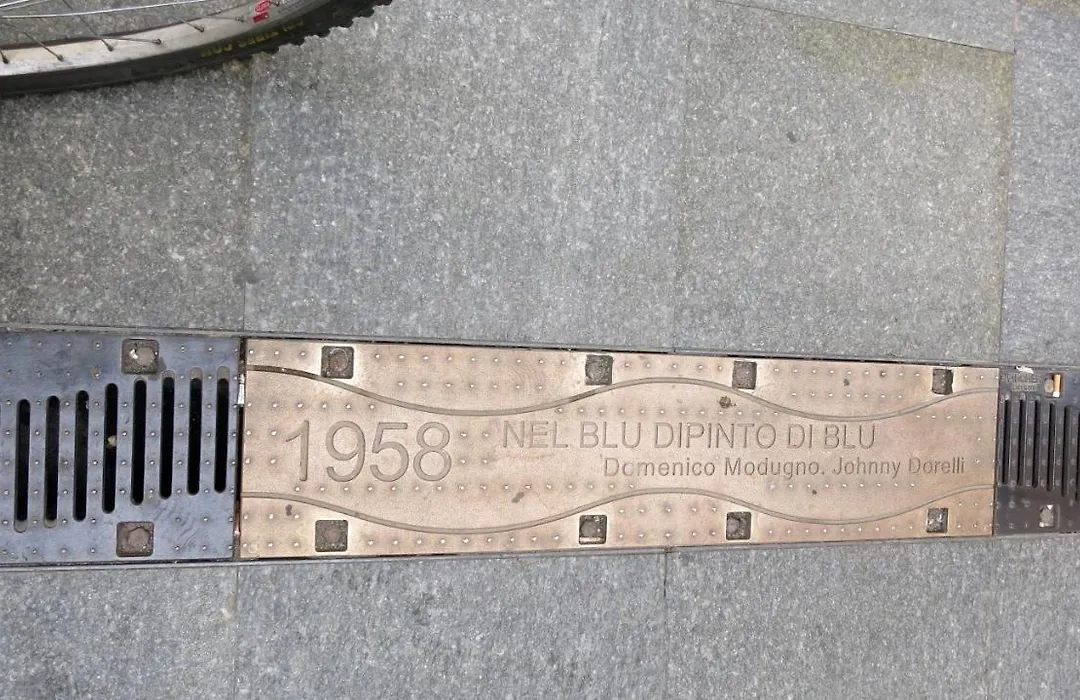 1958
NEL BLU DIPINTO DI BLU
Domenico Modugno. Johnny Dorelli